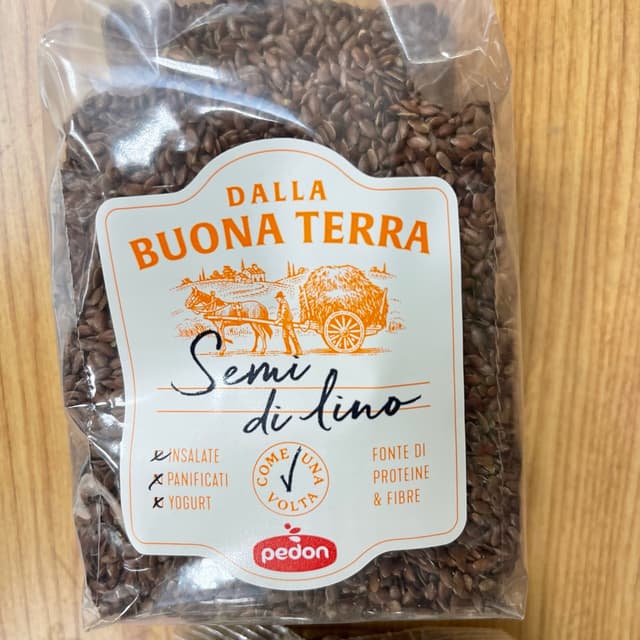 DALLA
BUONA TERRA
Semi
di lino
INSALATE
PANIFICATI
YOGURT
COME UNA
VOLTA
FONTE DI
PROTEINE
& FIBRE
pedon